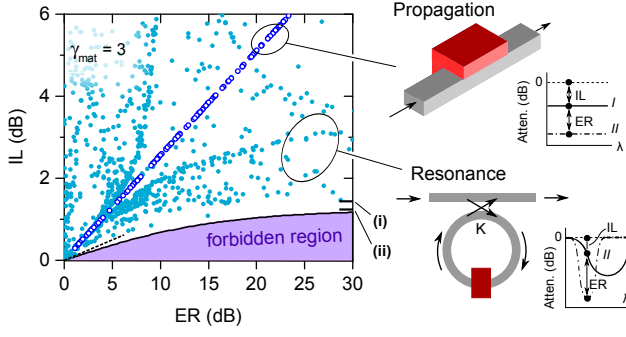 Propagation
6
4
2
0
IL (dB)
γmat = 3
0
5
10
15
20
25
30
ER (dB)
forbidden region
(i)
(ii)
Atten. (dB)
0
IL
I
ER
II
λ
Resonance
K
Atten. (dB)
0
IL
II
ER
λ